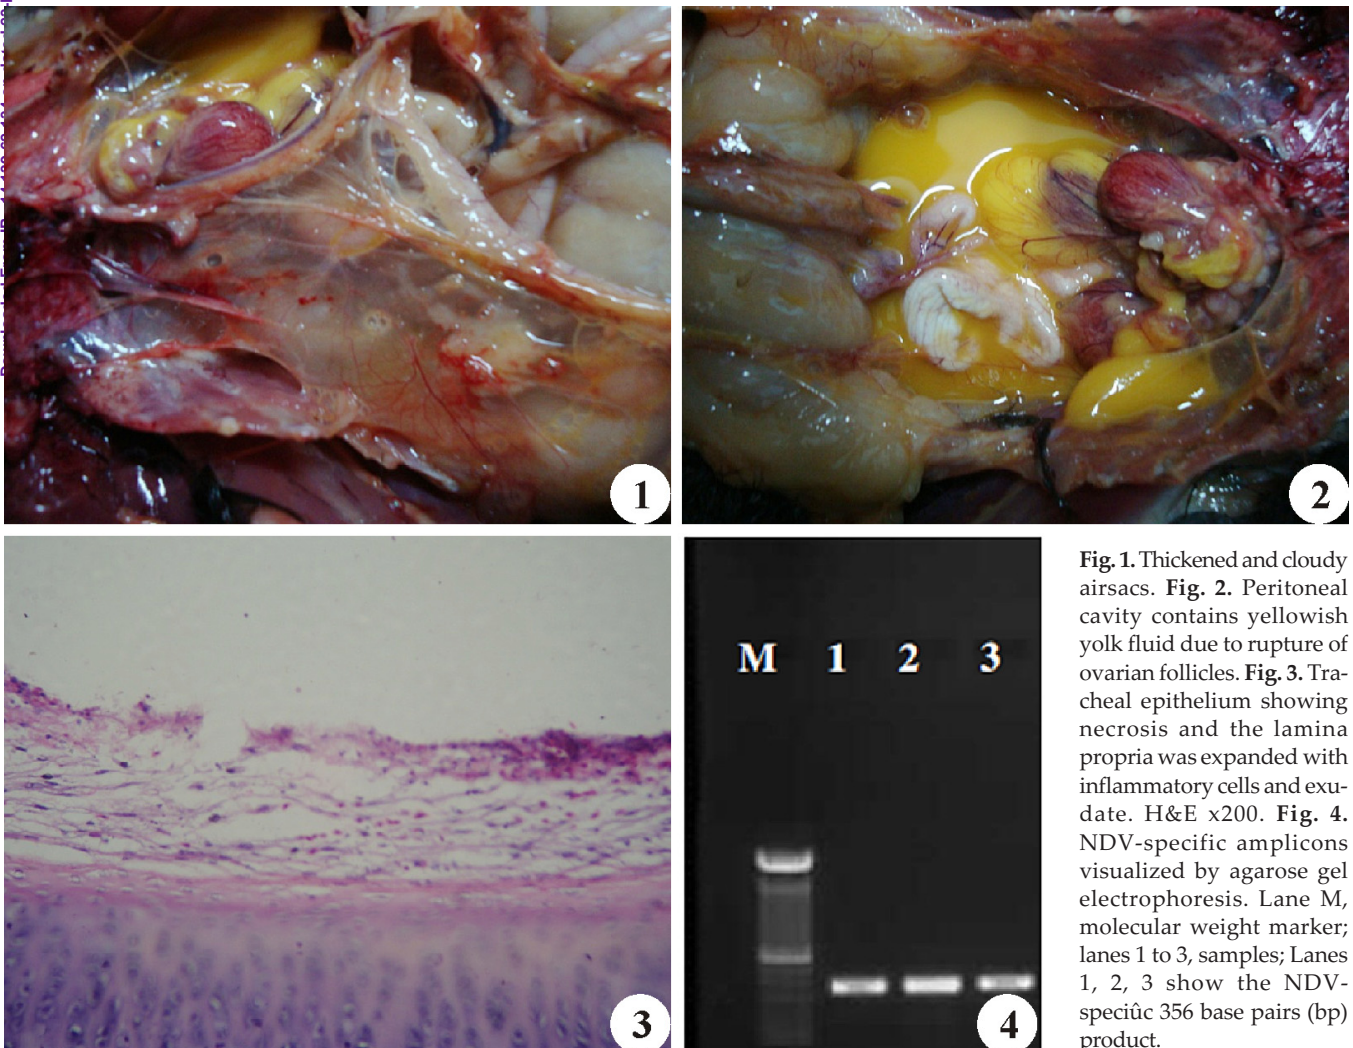 1
2
3
M 1 2 3
4
Fig. 1. Thickened and cloudy
airsacs. Fig. 2. Peritoneal
cavity contains yellowish
yolk fluid due to rupture of
ovarian follicles. Fig. 3. Tra-
cheal epithelium showing
necrosis and the lamina
propria was expanded with
inflammatory cells and exu-
date. H&E x200. Fig. 4.
NDV-specific amplicons
visualized by agarose gel
electrophoresis. Lane M,
molecular weight marker;
lanes 1 to 3, samples; Lanes
1, 2, 3 show the NDV-
speciûc 356 base pairs (bp)
product.